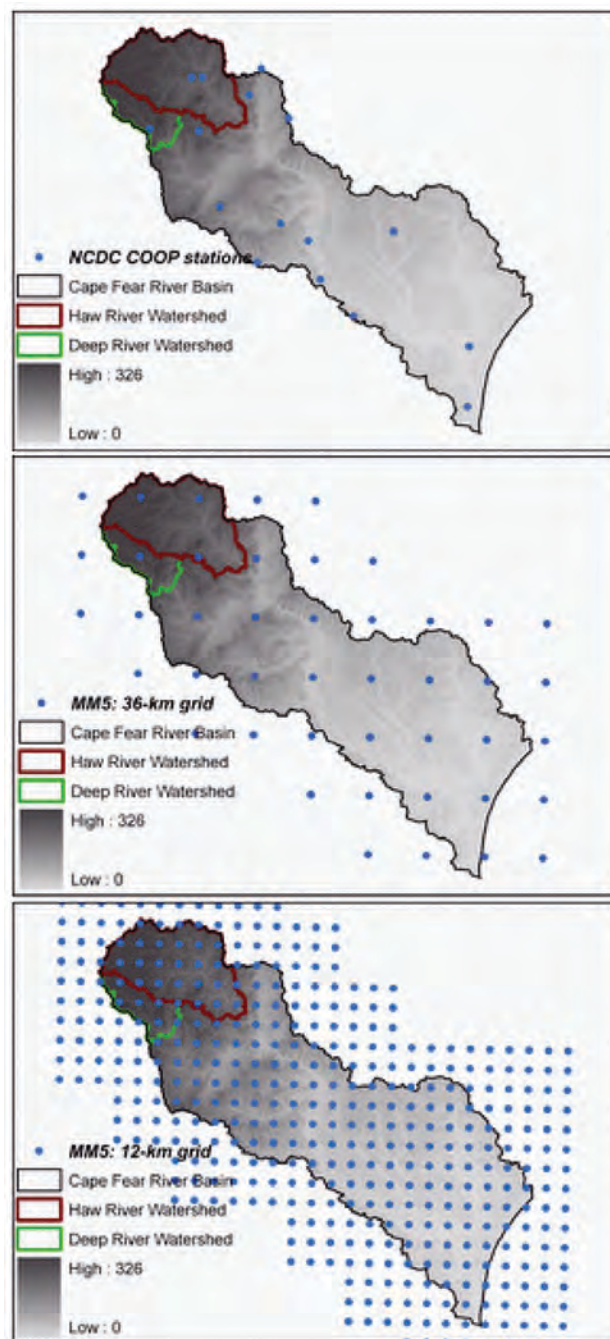 NCDC COOP stations
Cape Fear River Basin
Haw River Watershed
Deep River Watershed
High : 326
Low : 0
MM5: 36-km grid
Cape Fear River Basin
Haw River Watershed
Deep River Watershed
High : 326
Low : 0
MM5: 12-km grid
Cape Fear River Basin
Haw River Watershed
Deep River Watershed
High : 326
Low : 0